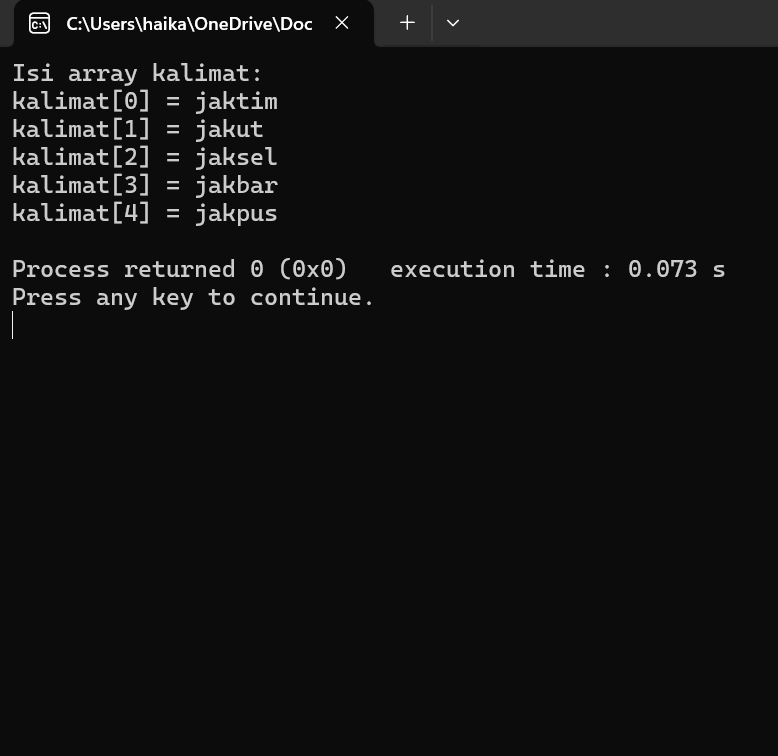 C:\Users\haika\OneDrive\Doc
Isi array kalimat:
kalimat[0] = jaktim
kalimat[1] = jakut
kalimat[2] = jaksel
kalimat[3] = jakbar
kalimat[4] = jakpus
Process returned 0 (0x0)   execution time : 0.073 s
Press any key to continue.